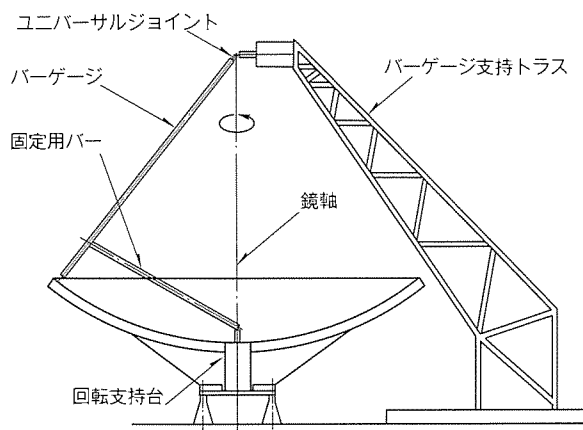 ユニバーサルジョイント
バーゲージ
バーゲージ支持トラス
固定用バー
鏡軸
回転支持台